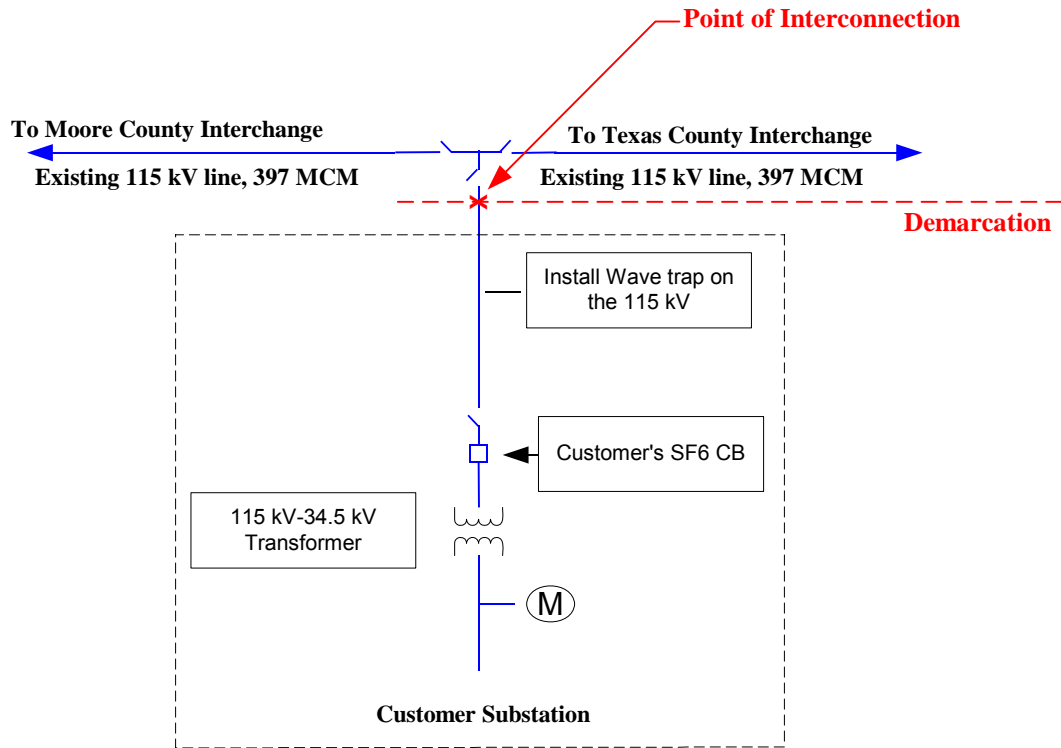 Point of Interconnection
To Moore County Interchange
To Texas County Interchange
Existing 115 kV line, 397 MCM
Existing 115 kV line, 397 MCM
Demarcation
Install Wave trap on
the 115 kV
Customer's SF6 CB
115 kV-34.5 kV
Transformer
M
Customer Substation